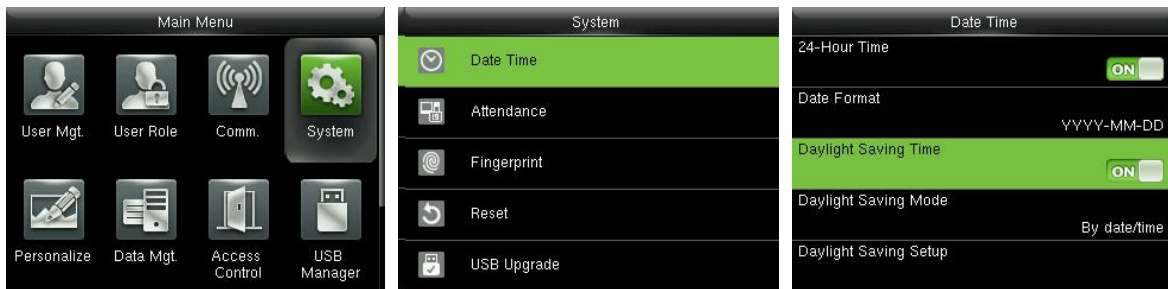 Main Menu
User Mgt.
User Role
Comm.
System
Personalize
Data Mgt.
Access
Control
USB
Manager
System
Date Time
Attendance
Fingerprint
Reset
USB Upgrade
Date Time
24-Hour Time
ON
Date Format
YYYY-MM-DD
Daylight Saving Time
ON
Daylight Saving Mode
By date/time
Daylight Saving Setup